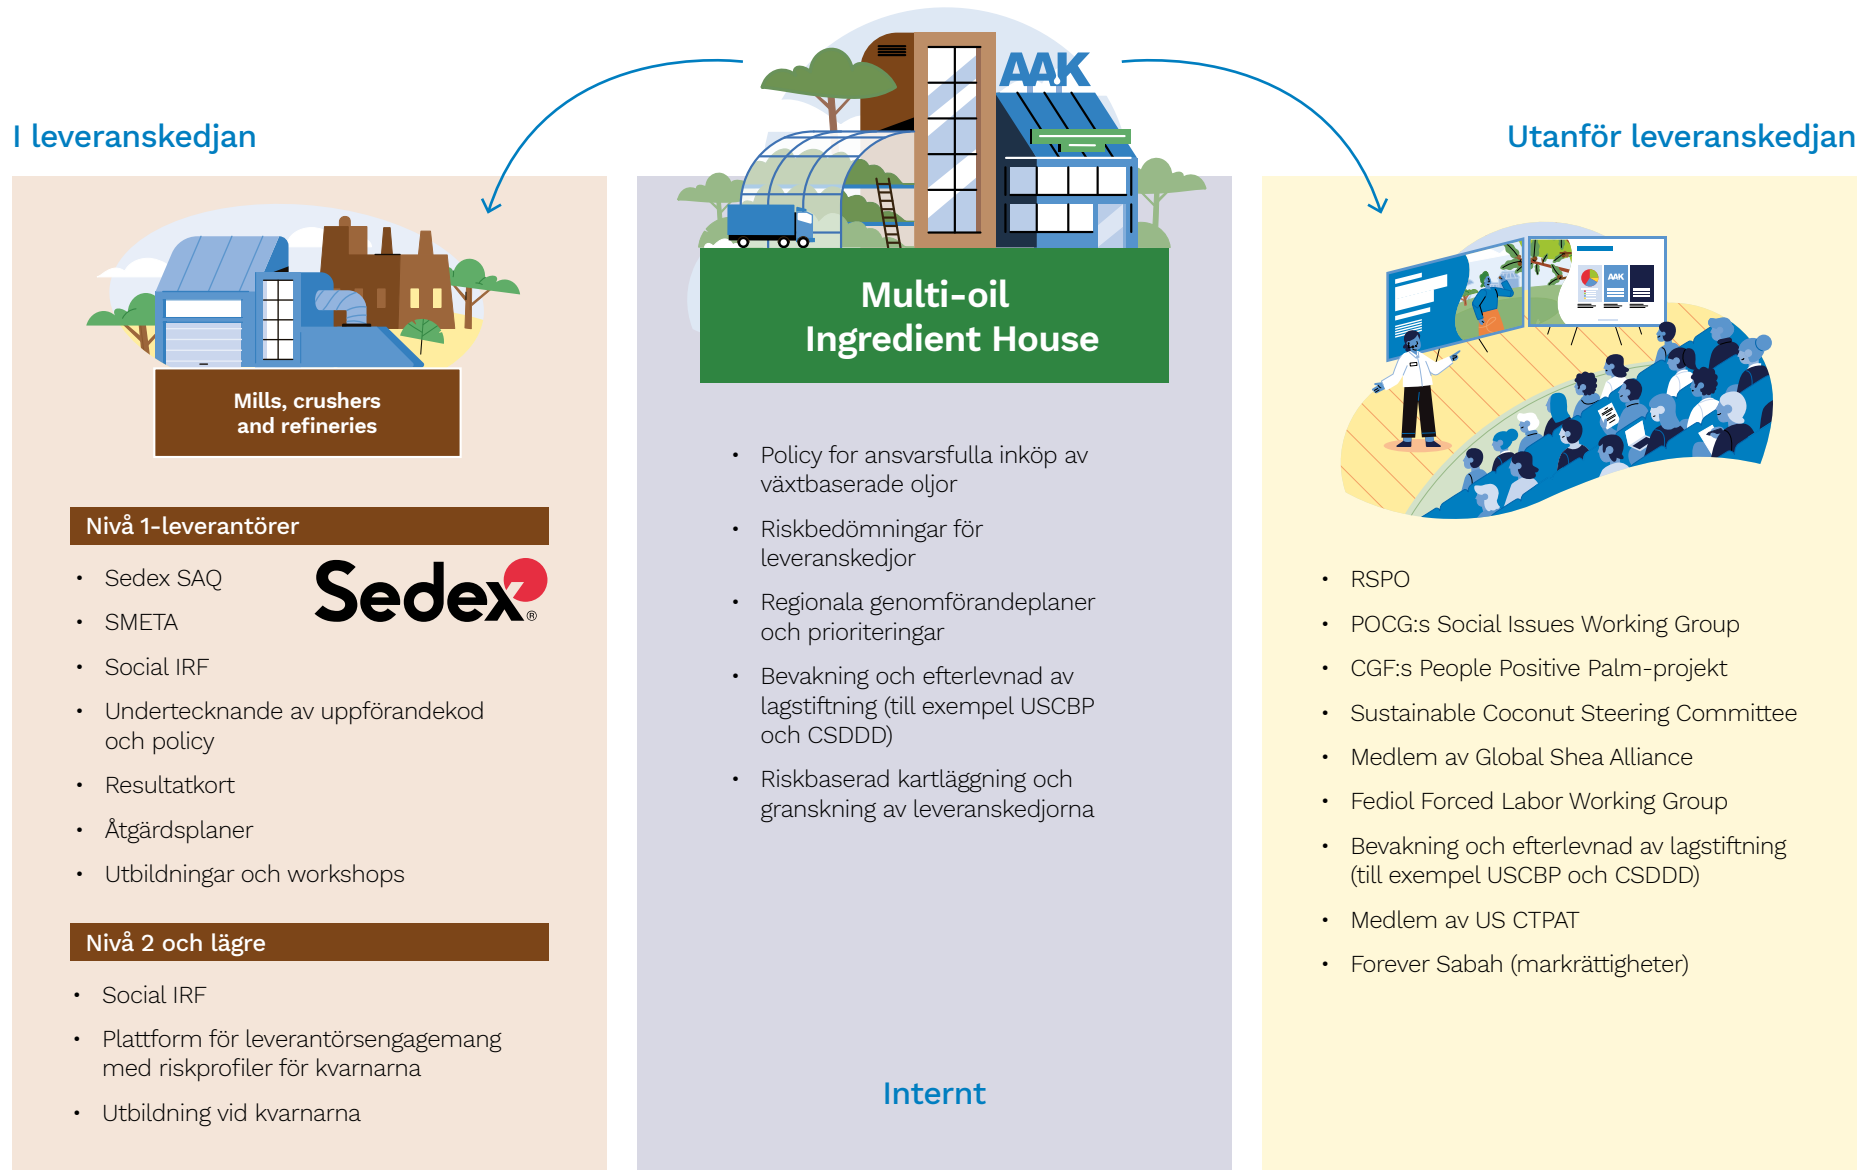 AAK
I leveranskedjan
Utanför leveranskedjan
Mills, crushers
and refineries
Nivå 1-leverantörer
• Sedex SAQ
• SMETA
• Social IRF
• Undertecknande av uppförandekod
och policy
• Resultatkort
• Åtgärdsplaner
• Utbildningar och workshops
Sedex®
Nivå 2 och lägre
• Social IRF
• Plattform för leverantörsengagemang
med riskprofiler för kvarnarna
• Utbildning vid kvarnarna
Multi-oil
Ingredient House
• Policy for ansvarsfulla inköp av
växtbaserade oljor
• Riskbedömningar för
leveranskedjor
• Regionala genomförandeplaner
och prioriteringar
• Bevakning och efterlevnad av
lagstiftning (till exempel USCBP
och CSDDD)
• Riskbaserad kartläggning och
granskning av leveranskedjorna
Internt
AAK
• RSPO
• POCG:s Social Issues Working Group
• CGF:s People Positive Palm-projekt
• Sustainable Coconut Steering Committee
• Medlem av Global Shea Alliance
• Fediol Forced Labor Working Group
• Bevakning och efterlevnad av lagstiftning
(till exempel USCBP och CSDDD)
• Medlem av US CTPAT
• Forever Sabah (markrättigheter)